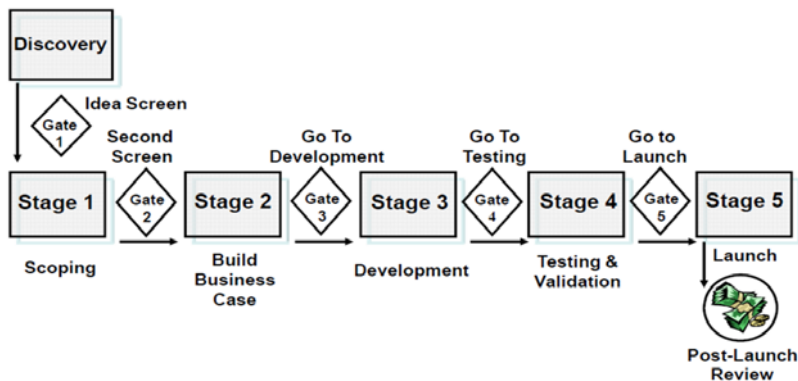 Discovery
Idea Screen
Gate
1
Second
Screen
Go To
Development
Go To
Testing
Go to
Launch
Stage 1
Gate
2
Stage 2
Gate
3
Stage 3
Gate
4
Stage 4
Gate
5
Stage 5
Scoping
Build
Business
Case
Development
Testing &
Validation
Launch
Post-Launch
Review